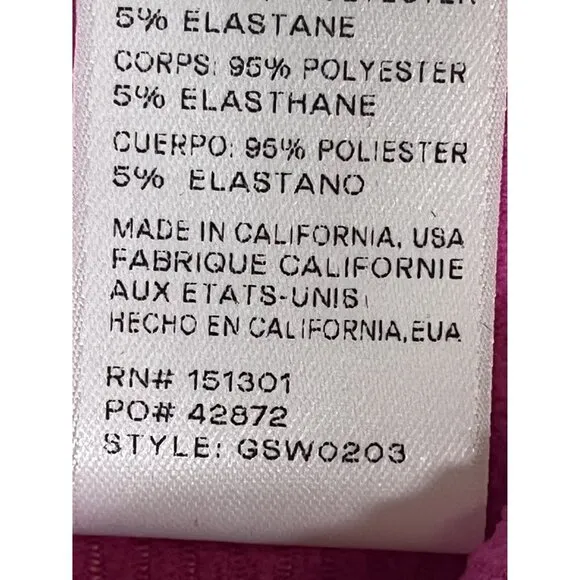 5% ELASTANE
CORPS: 95% POLYESTER
5% ELASTHANE
CUERPO: 95% POLIESTER
5% ELASTANO
MADE IN CALIFORNIA, USA
FABRIQUE CALIFORNIE
AUX ETATS-UNIS
HECHO EN CALIFORNIA, EUA
RN# 151301
PO# 42872
STYLE: GSW0203